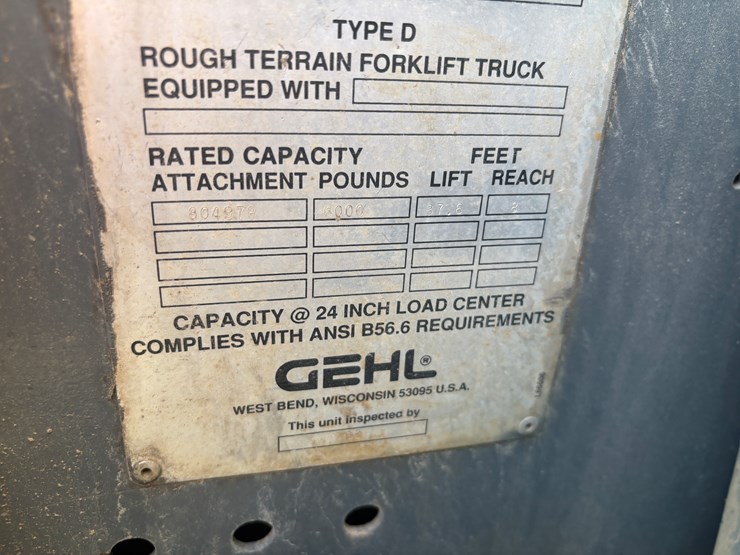 TYPE D
ROUGH TERRAIN FORKLIFT TRUCK
EQUIPPED WITH
RATED CAPACITY FEET
ATTACHMENT POUNDS LIFT REACH
CAPACITY @ 24 INCH LOAD CENTER
COMPLIES WITH ANSI B56.6 REQUIREMENTS
GEHL®
WEST BEND, WISCONSIN 53095 U.S.A.
This unit inspected by